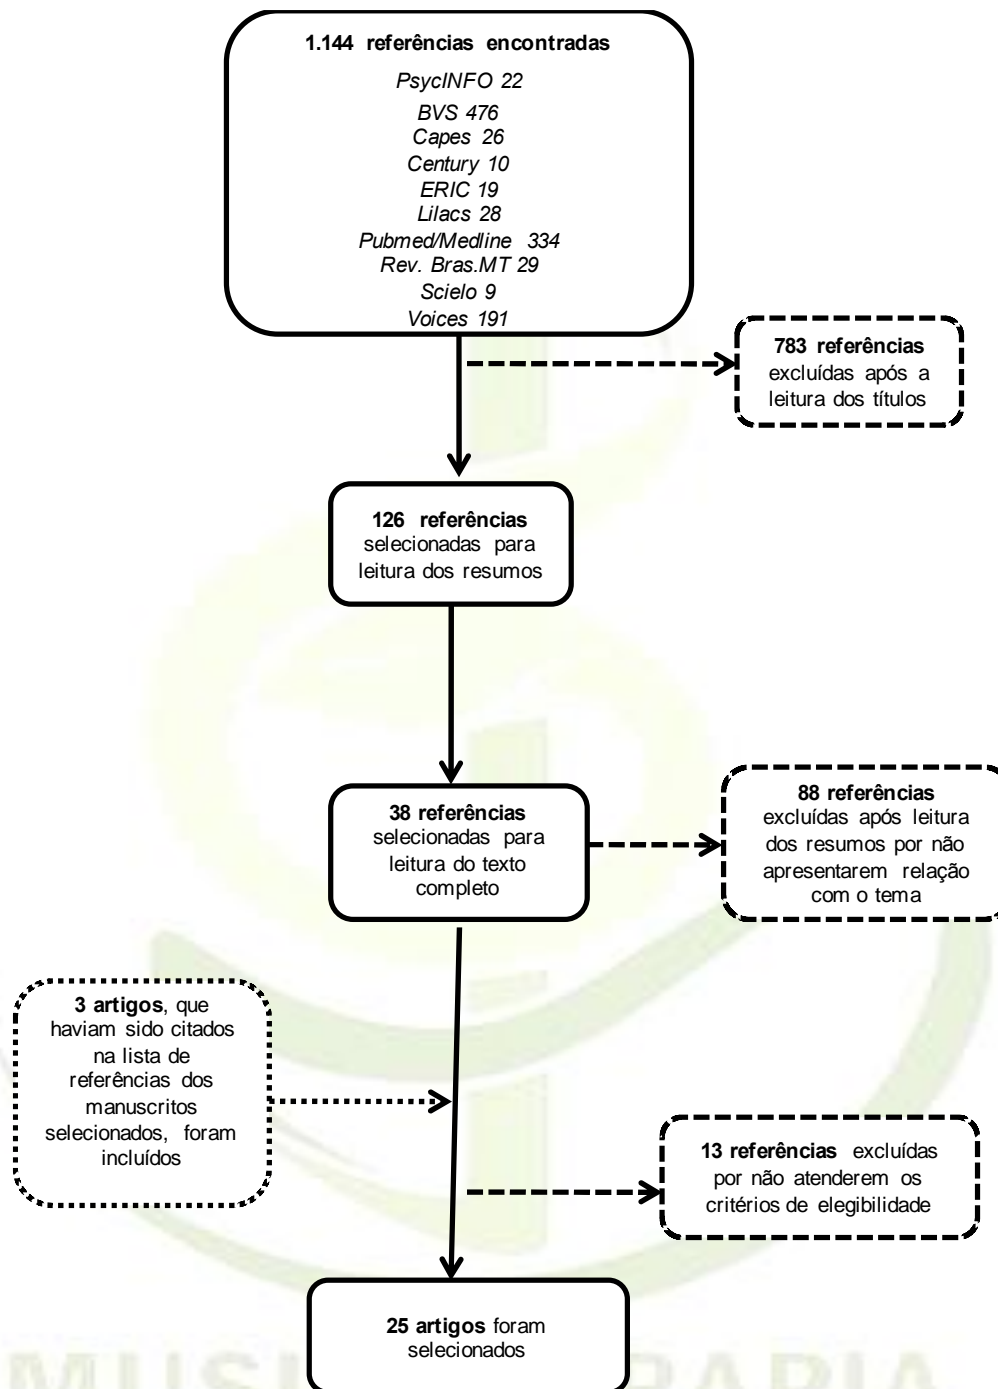 1.144 referências encontradas
PsycINFO 22
BVS 476
Capes 26
Century 10
ERIC 19
Lilacs 28
Pubmed/Medline 334
Rev. Bras.MT 29
Scielo 9
Voices 191
783 referências
excluídas após a
leitura dos títulos
126 referências
selecionadas para
leitura dos resumos
38 referências
selecionadas para
leitura do texto
completo
88 referências
excluídas após leitura
dos resumos por não
apresentarem relação
com o tema
3 artigos, que
haviam sido citados
na lista de
referências dos
manuscritos
selecionados, foram
incluídos
13 referências excluídas
por não atenderem os
critérios de elegibilidade
25 artigos foram
selecionados